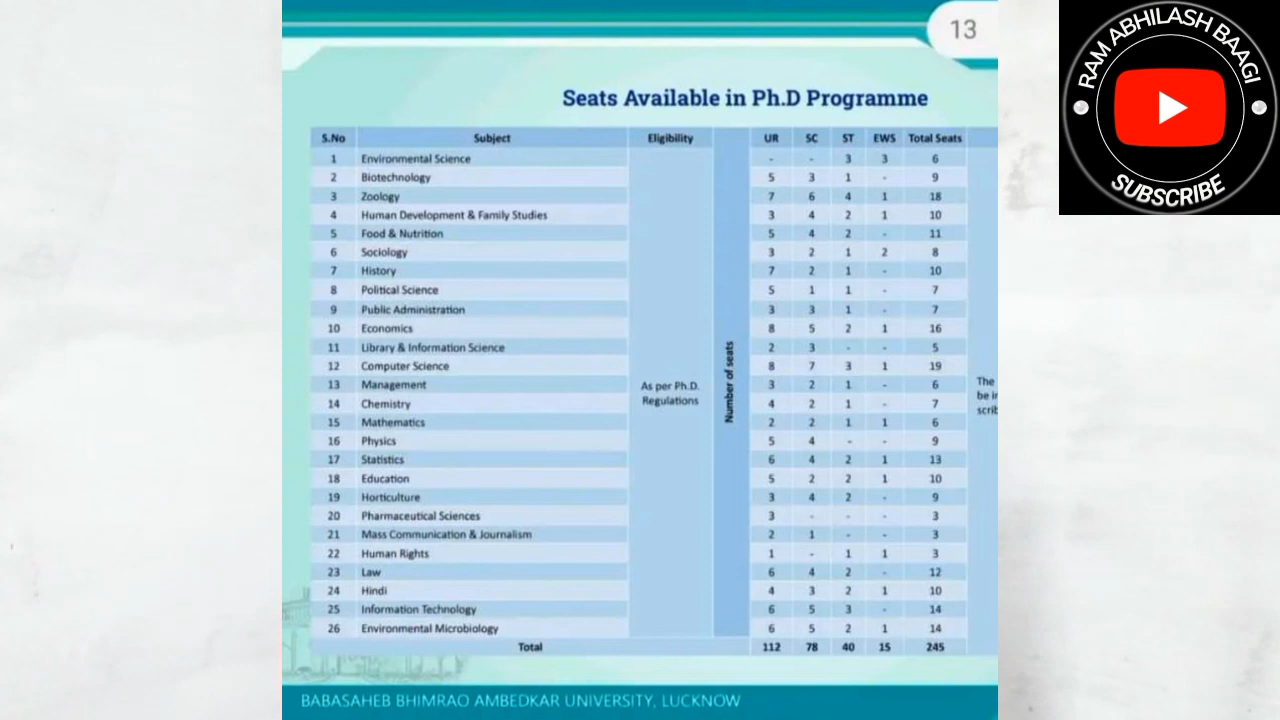 13
RAM ABHILASH BAAGI
SUBSCRIBE
Seats Available in Ph.D Programme
S.No Subject Eligibility UR SC ST EWS Total Seats
1 Environmental Science - - 3 3 6
2 Biotechnology 5 3 1 - 9
3 Zoology 7 6 4 1 18
4 Human Development & Family Studies 3 4 2 1 10
5 Food & Nutrition 5 4 2 - 11
6 Sociology 3 2 1 2 8
7 History 7 2 1 - 10
8 Political Science 5 1 1 - 7
9 Public Administration 3 3 1 - 7
10 Economics 8 5 2 1 16
11 Library & Information Science 2 3 - - 5
12 Computer Science 8 7 3 1 19
13 Management 3 2 1 - 6
14 Chemistry 4 2 1 - 7
15 Mathematics 2 2 1 1 6
16 Physics 5 4 - - 9
17 Statistics 6 4 2 1 13
18 Education 5 2 2 1 10
19 Horticulture 3 4 2 - 9
20 Pharmaceutical Sciences 3 - - - 3
21 Mass Communication & Journalism 2 1 - - 3
22 Human Rights 1 - 1 1 3
23 Law 6 4 2 - 12
24 Hindi 4 3 2 1 10
25 Information Technology 6 5 3 - 14
26 Environmental Microbiology 6 5 2 1 14
Total 112 78 40 15 245
As per Ph.D.
Regulations
Number of seats
The
be
BABASAHEB BHIMRAO AMBEDKAR UNIVERSITY, LUCKNOW